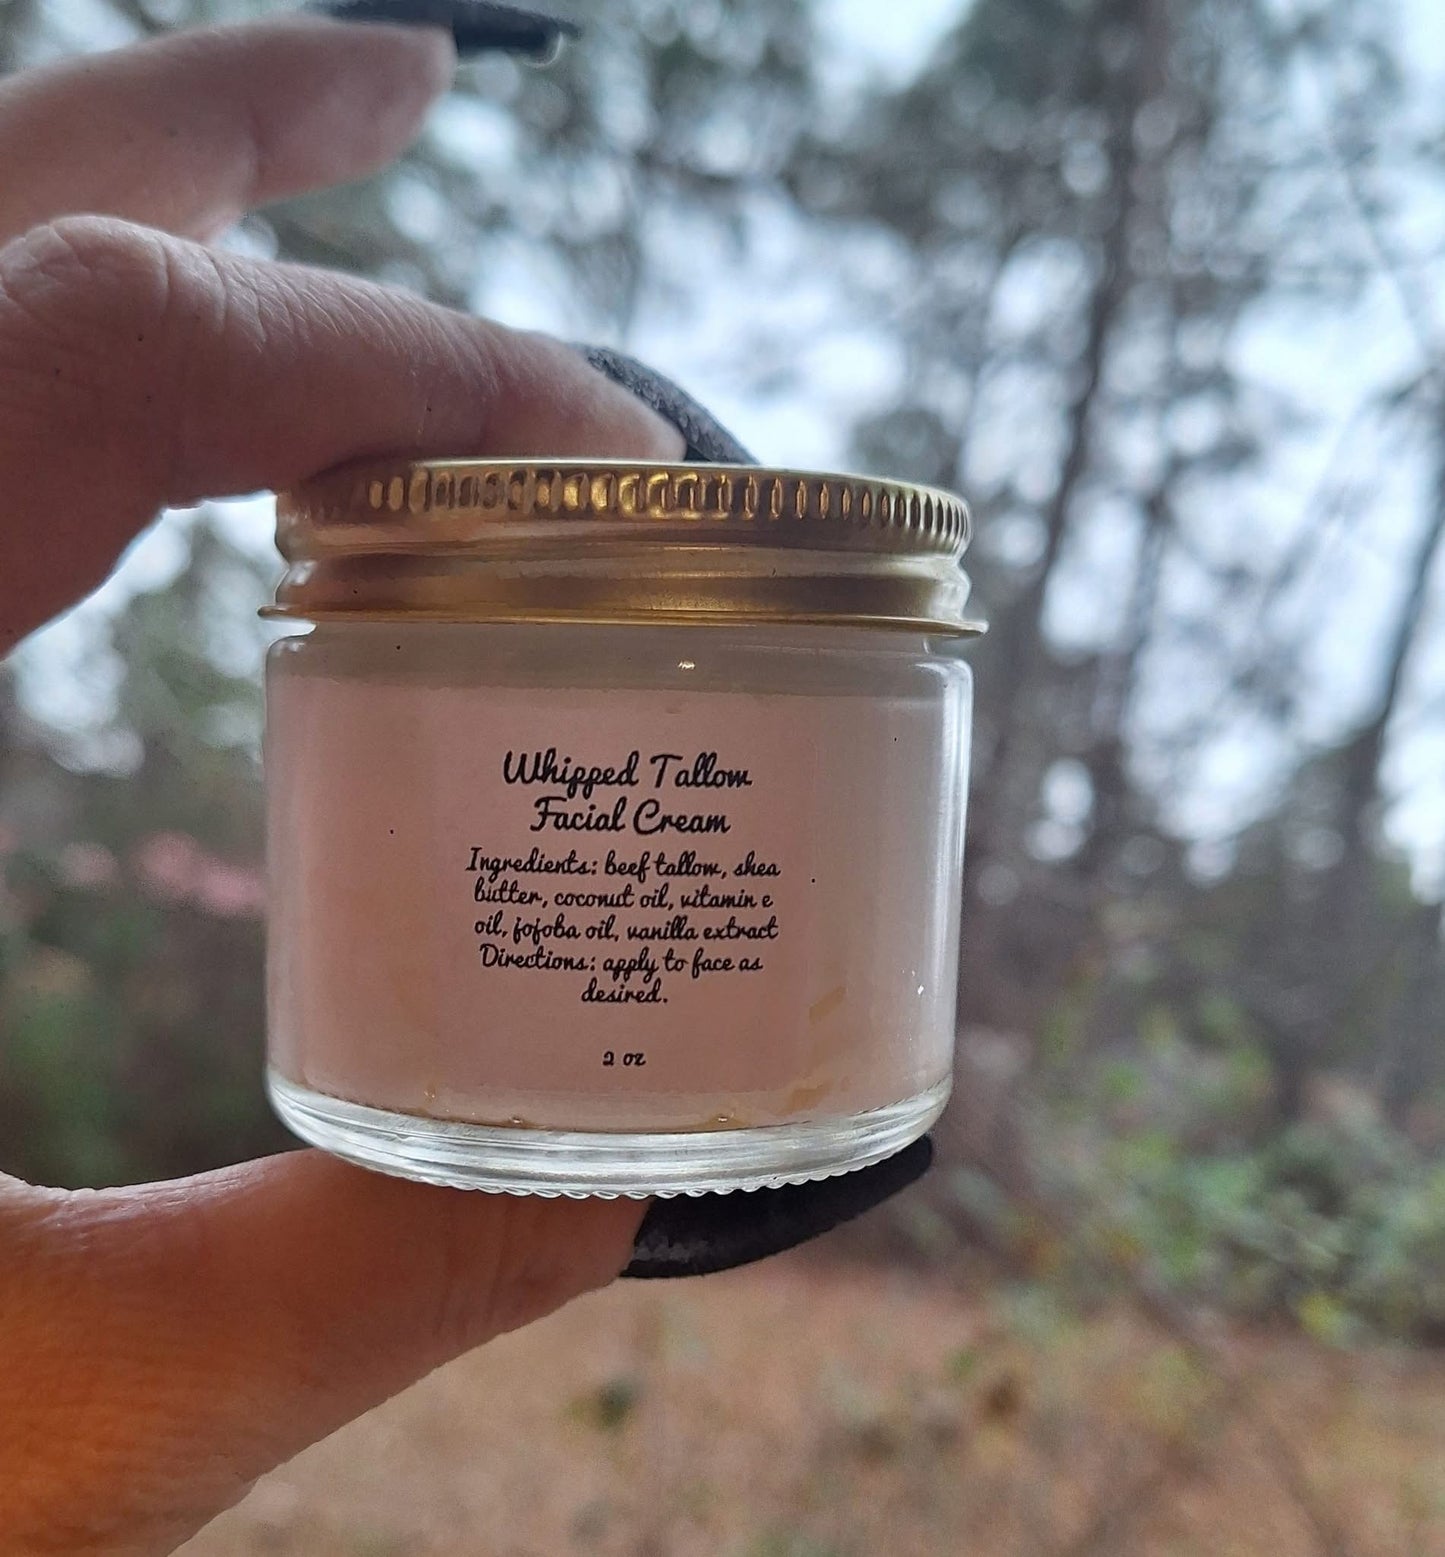 Whipped Tallow
Facial Cream
Ingredients: beef tallow, shea
butter, coconut oil, vitamin e
oil, jojoba oil, vanilla extract
Directions: apply to face as
desired.
2 oz